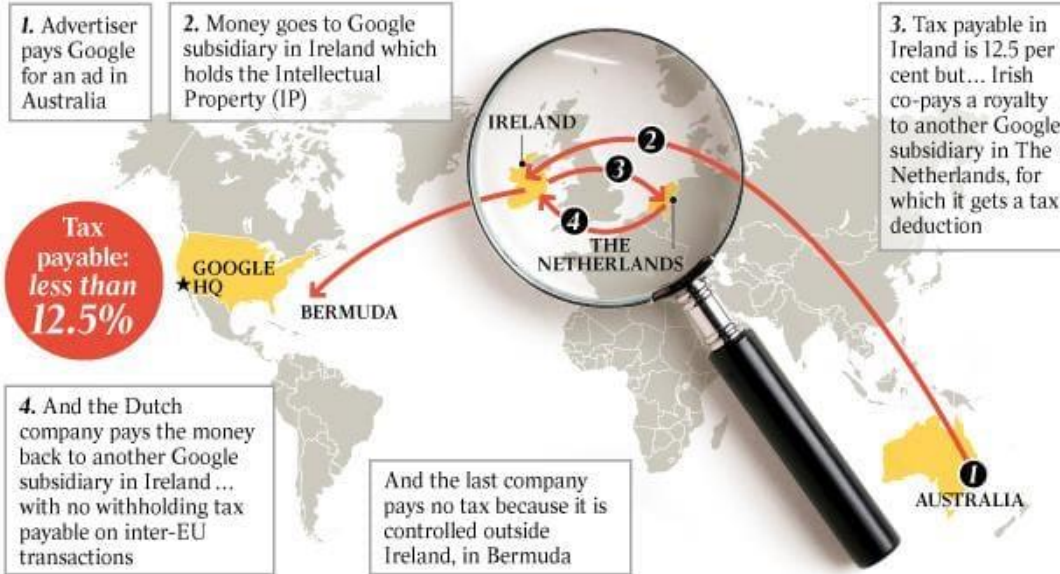 1. Advertiser
pays Google
for an ad in
Australia
2. Money goes to Google
subsidiary in Ireland which
holds the Intellectual
Property (IP)
3. Tax payable in
Ireland is 12.5 per
cent but... Irish
co-pays a royalty
to another Google
subsidiary in The
Netherlands, for
which it gets a tax
deduction
IRELAND
2
3
4
THE
NETHERLANDS
Tax
payable:
less than
12.5%
GOOGLE
HQ
BERMUDA
4. And the Dutch
company pays the money
back to another Google
subsidiary in Ireland ...
with no withholding tax
payable on inter-EU
transactions
And the last company
pays no tax because it is
controlled outside
Ireland, in Bermuda
1
AUSTRALIA